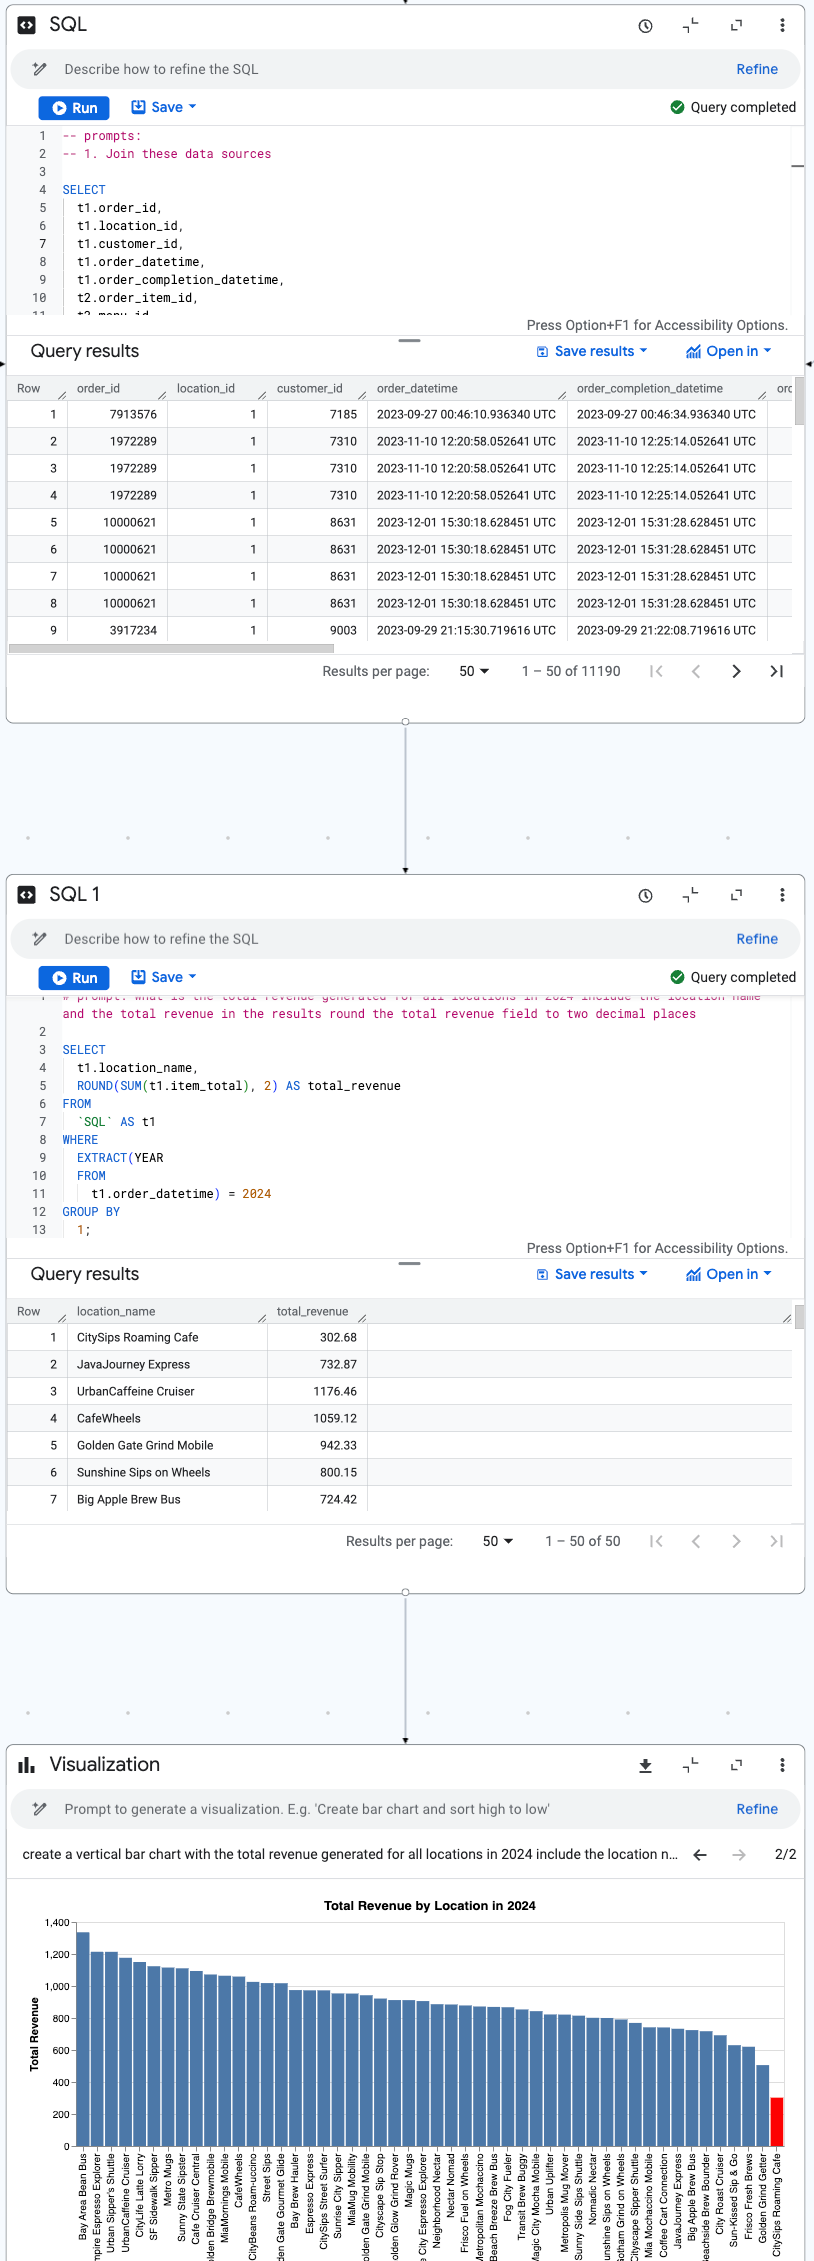 SQL
Describe how to refine the SQL Refine
Run Save Query completed
1 -- prompts:
2 -- 1. Join these data sources
3
4 SELECT
5 t1.order_id,
6 t1.location_id,
7 t1.customer_id,
8 t1.order_datetime,
9 t1.order_completion_datetime,
10 t2.order_item_id,
11 t2.menu_id
Press Option+F1 for Accessibility Options.
Query results Save results Open in
Row order_id location_id customer_id order_datetime order_completion_datetime orc
1 7913576 1 7185 2023-09-27 00:46:10.936340 UTC 2023-09-27 00:46:34.936340 UTC
2 1972289 1 7310 2023-11-10 12:20:58.052641 UTC 2023-11-10 12:25:14.052641 UTC
3 1972289 1 7310 2023-11-10 12:20:58.052641 UTC 2023-11-10 12:25:14.052641 UTC
4 1972289 1 7310 2023-11-10 12:20:58.052641 UTC 2023-11-10 12:25:14.052641 UTC
5 10000621 1 8631 2023-12-01 15:30:18.628451 UTC 2023-12-01 15:31:28.628451 UTC
6 10000621 1 8631 2023-12-01 15:30:18.628451 UTC 2023-12-01 15:31:28.628451 UTC
7 10000621 1 8631 2023-12-01 15:30:18.628451 UTC 2023-12-01 15:31:28.628451 UTC
8 10000621 1 8631 2023-12-01 15:30:18.628451 UTC 2023-12-01 15:31:28.628451 UTC
9 3917234 1 9003 2023-09-29 21:15:30.719616 UTC 2023-09-29 21:22:08.719616 UTC
Results per page: 50 1 – 50 of 11190
SQL 1
Describe how to refine the SQL Refine
Run Save Query completed
1 # prompt: what is the total revenue generated for all locations in 2024 include the location name
and the total revenue in the results round the total revenue field to two decimal places
2
3 SELECT
4 t1.location_name,
5 ROUND(SUM(t1.item_total), 2) AS total_revenue
6 FROM
7 `SQL` AS t1
8 WHERE
9 EXTRACT(YEAR
10 FROM
11 t1.order_datetime) = 2024
12 GROUP BY
13 1;
Press Option+F1 for Accessibility Options.
Query results Save results Open in
Row location_name total_revenue
1 CitySips Roaming Cafe 302.68
2 JavaJourney Express 732.87
3 UrbanCaffeine Cruiser 1176.46
4 CafeWheels 1059.12
5 Golden Gate Grind Mobile 942.33
6 Sunshine Sips on Wheels 800.15
7 Big Apple Brew Bus 724.42
Results per page: 50 1 – 50 of 50
Visualization
Prompt to generate a visualization. E.g. 'Create bar chart and sort high to low' Refine
create a vertical bar chart with the total revenue generated for all locations in 2024 include the location n... 2/2
Total Revenue by Location in 2024
Total Revenue
1,400
1,200
1,000
800
600
400
200
0
Bay Area Bean Bus
mpire Espresso Explorer
Urban Sipper's Shuttle
UrbanCaffeine Cruiser
CityLife Latte Lorry
SF Sidewalk Sipper
Metro Mugs
Sunny State Sipster
Cafe Cruiser Central
lden Bridge Brewmobile
MiaMornings Mobile
CafeWheels
CityBeans Roam-uccino
Street Sips
den Gate Gourmet Glide
Bay Brew Hauler
Espresso Express
CitySips Street Surfer
Sunrise City Sipper
MiaMug Mobility
olden Gate Grind Mobile
Cityscape Sip Stop
olden Glow Grind Rover
Magic Mugs
e City Espresso Explorer
Neighborhood Nectar
Nectar Nomad
Frisco Fuel on Wheels
Metropolitan Mochaccino
Beach Breeze Brew Bus
Fog City Fueler
Transit Brew Buggy
Magic City Mocha Mobile
Urban Uplifter
Metropolis Mug Mover
Sunny Side Sips Shuttle
Nomadic Nectar
unshine Sips on Wheels
Gotham Grind on Wheels
Cityscape Sipper Shuttle
Mia Mochaccino Mobile
Coffee Cart Connection
JavaJourney Express
Big Apple Brew Bus
Beachside Brew Bounder
City Roast Cruiser
Sun-Kissed Sip & Go
Frisco Fresh Brews
Golden Grind Getter
CitySips Roaming Cafe